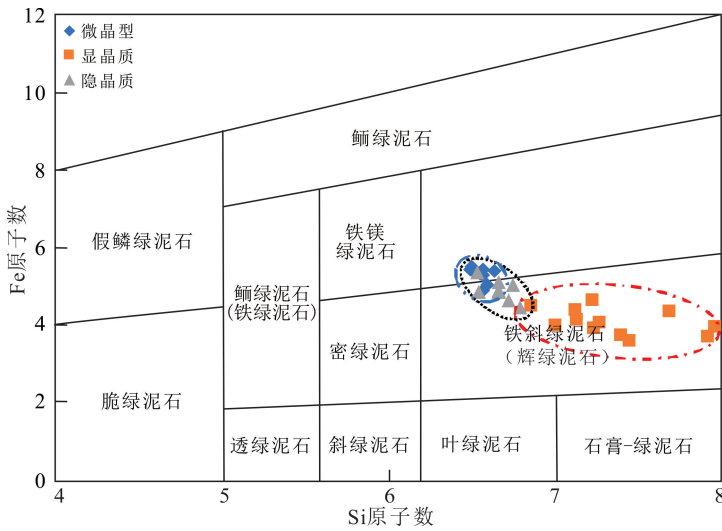 12
微晶型
显晶质
隐晶质
10
鲕绿泥石
8
铁镁
绿泥石
假鳞绿泥石
6
Fe原子数
鲕绿泥石
(铁绿泥石)
4
铁斜绿泥石
(辉绿泥石)
密绿泥石
脆绿泥石
2
透绿泥石
斜绿泥石
叶绿泥石
石膏-绿泥石
0
4
5
6
7
8
Si原子数